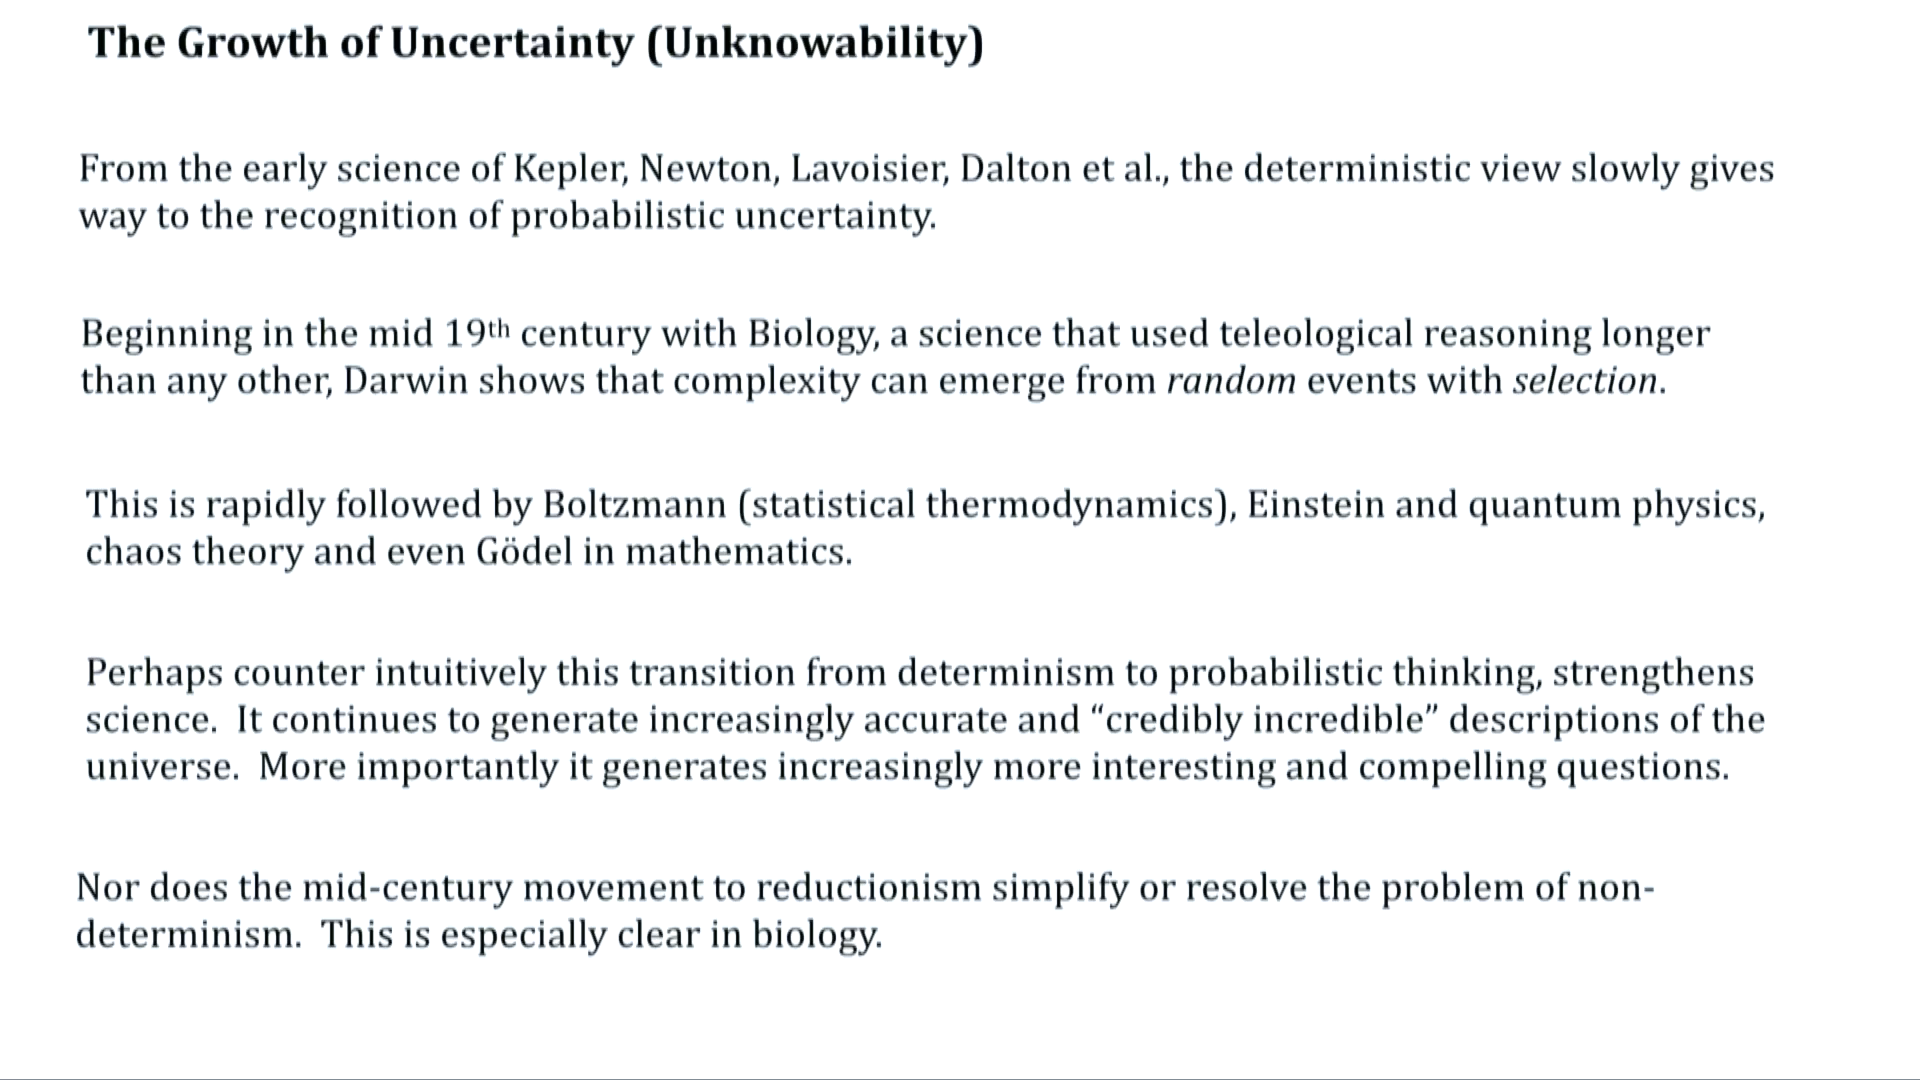 The Growth of Uncertainty (Unknowability)
From the early science of Kepler, Newton, Lavoisier, Dalton et al., the deterministic view slowly gives
way to the recognition of probabilistic uncertainty.
Beginning in the mid 19th century with Biology, a science that used teleological reasoning longer
than any other, Darwin shows that complexity can emerge from random events with selection.
This is rapidly followed by Boltzmann (statistical thermodynamics), Einstein and quantum physics,
chaos theory and even Gödel in mathematics.
Perhaps counter intuitively this transition from determinism to probabilistic thinking, strengthens
science.  It continues to generate increasingly accurate and “credibly incredible” descriptions of the
universe.  More importantly it generates increasingly more interesting and compelling questions.
Nor does the mid-century movement to reductionism simplify or resolve the problem of non-
determinism.  This is especially clear in biology.